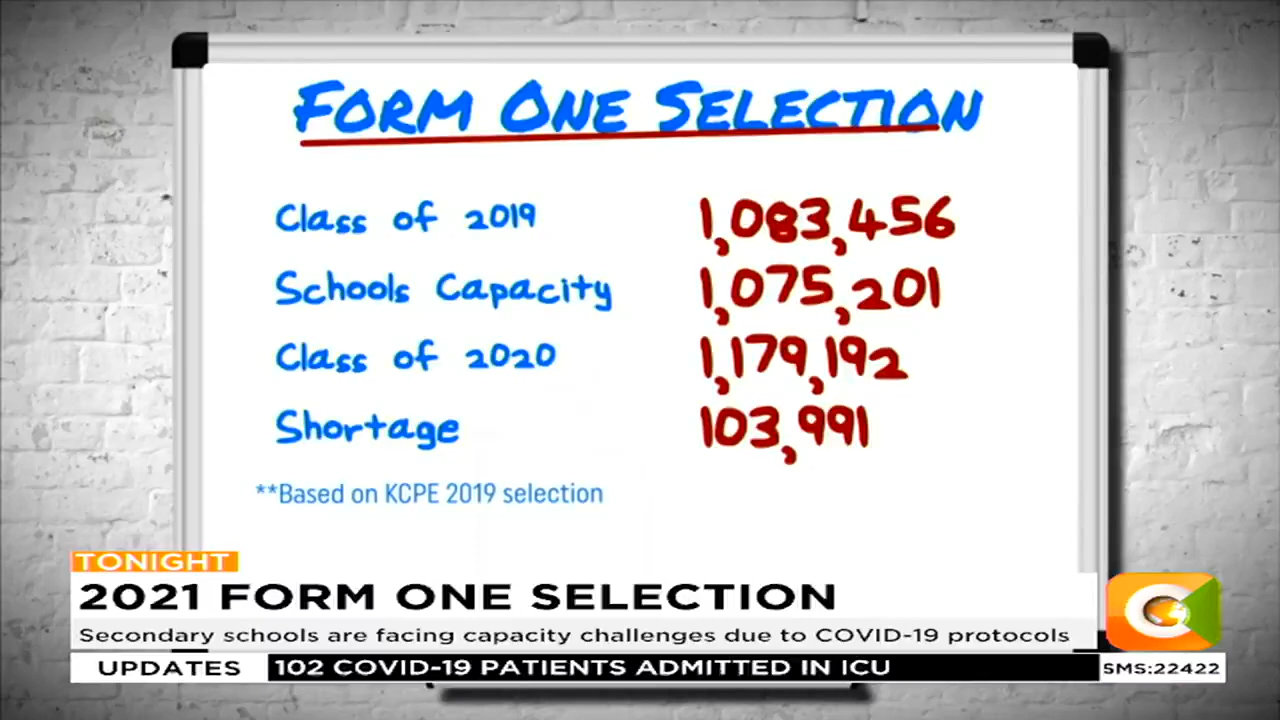 FORM ONE SELECTION
Class of 2019 1,083,456
Schools Capacity 1,075,201
Class of 2020 1,179,192
Shortage 103,991
**Based on KCPE 2019 selection
TONIGHT
2021 FORM ONE SELECTION
Secondary schools are facing capacity challenges due to COVID-19 protocols
UPDATES 102 COVID-19 PATIENTS ADMITTED IN ICU SMS:22422